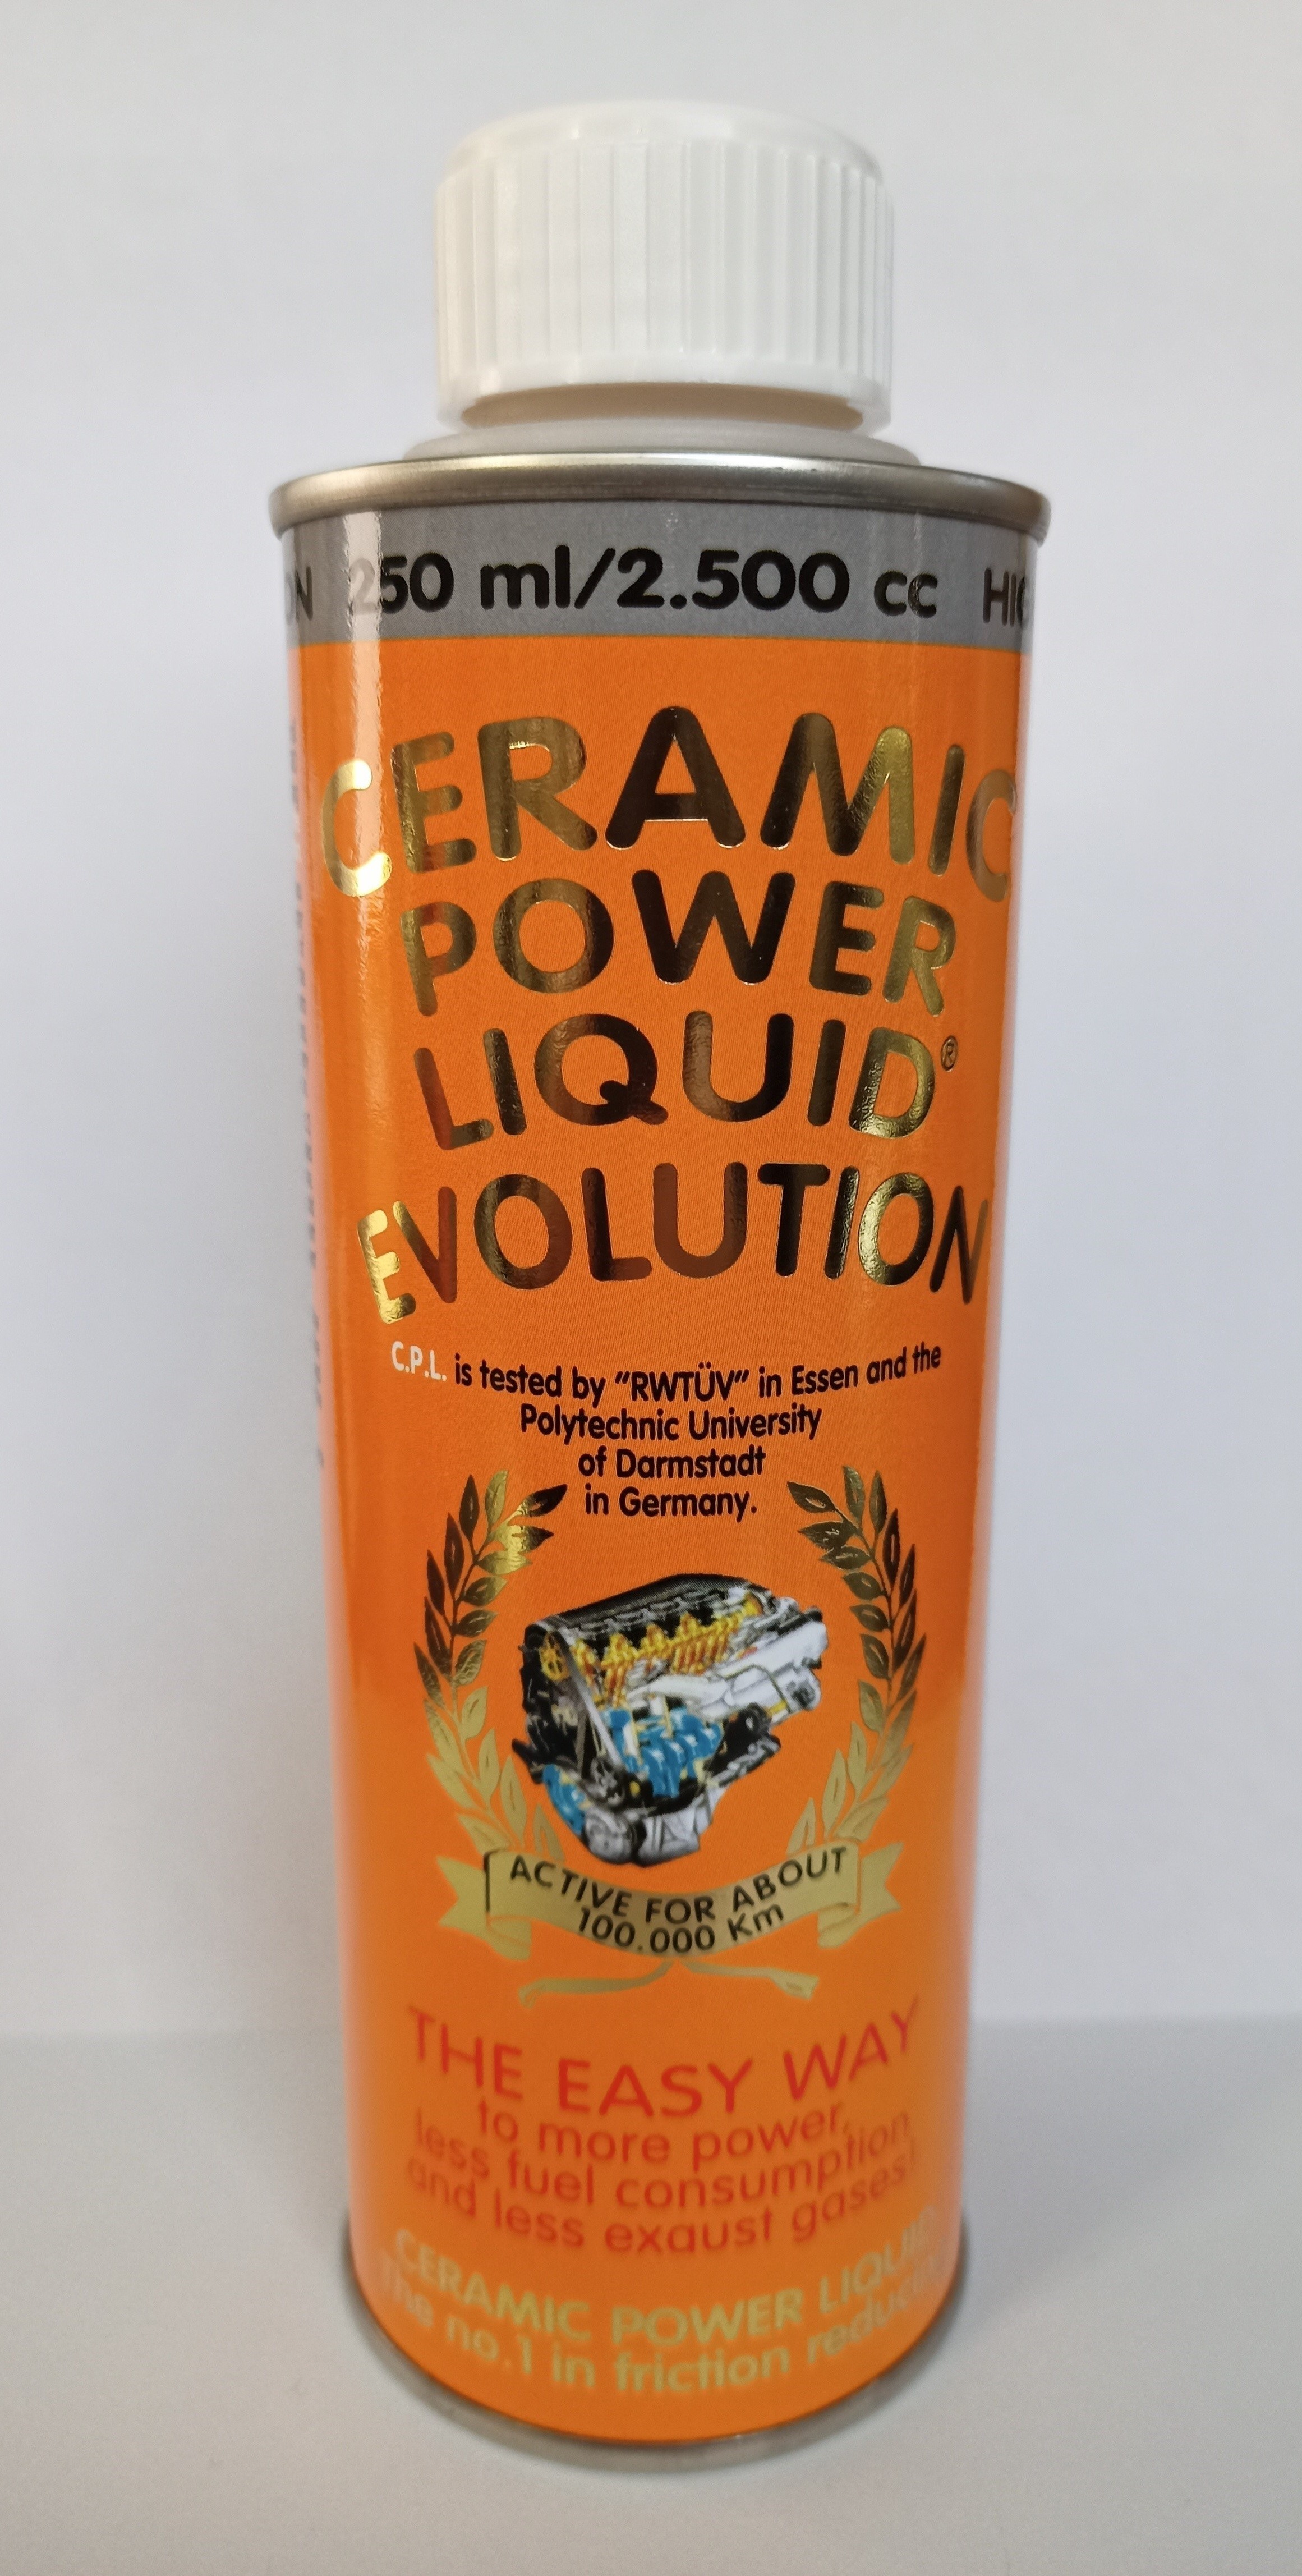 250 ml/2.500 cc
CERAMIC
POWER
LIQUID®
EVOLUTION
C.P.L. is tested by "RWTÜV" in Essen and the
Polytechnic University
of Darmstadt
in Germany.
ACTIVE FOR ABOUT
100.000 Km
THE EASY WAY
to more power,
less fuel consumption
and less exaust gases!
CERAMIC POWER LIQUID
The no.1 in friction